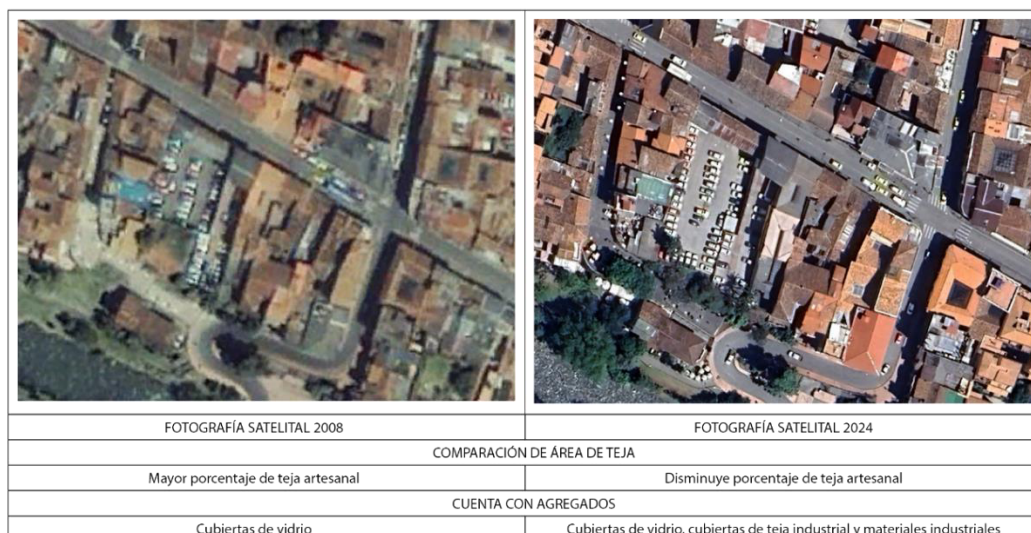 FOTOGRAFÍA SATELITAL 2008
FOTOGRAFÍA SATELITAL 2024
COMPARACIÓN DE ÁREA DE TEJA
Mayor porcentaje de teja artesanal
Disminuye porcentaje de teja artesanal
CUENTA CON AGREGADOS
Cubiertas de vidrio
Cubiertas de vidrio, cubiertas de teja industrial y materiales industriales